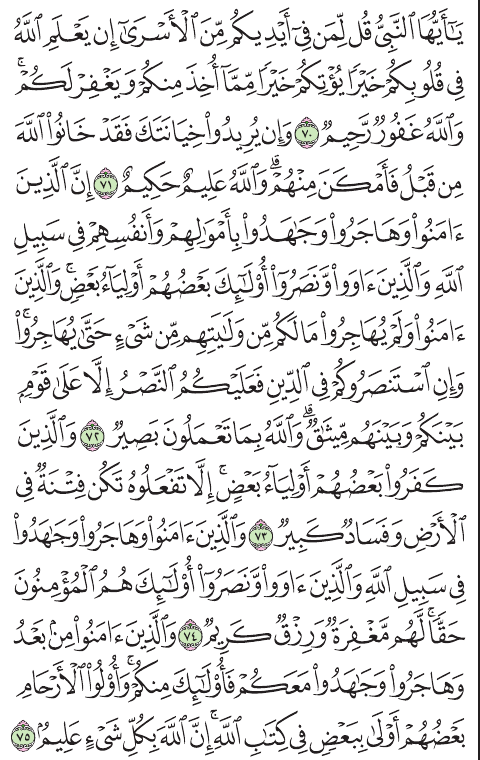 يَٰٓأَيُّهَا ٱلنَّبِيُّ قُل لِّمَن فِيٓ أَيۡدِيكُم مِّنَ ٱلۡأَسۡرَىٰٓ إِن يَعۡلَمِ ٱللَّهُ
فِي قُلُوبِكُمۡ خَيۡرٗا يُؤۡتِكُمۡ خَيۡرٗا مِّمَّآ أُخِذَ مِنكُمۡ وَيَغۡفِرۡ لَكُمۡۚ
وَٱللَّهُ غَفُورٞ رَّحِيمٞ ٧٠ وَإِن يُرِيدُواْ خِيَانَتَكَ فَقَدۡ خَانُواْ ٱللَّهَ
مِن قَبۡلُ فَأَمۡكَنَ مِنۡهُمۡۗ وَٱللَّهُ عَلِيمٌ حَكِيمٌ ٧١ إِنَّ ٱلَّذِينَ
ءَامَنُواْ وَهَاجَرُواْ وَجَٰهَدُواْ بِأَمۡوَٰلِهِمۡ وَأَنفُسِهِمۡ فِي سَبِيلِ
ٱللَّهِ وَٱلَّذِينَ ءَاوَواْ وَّنَصَرُوٓاْ أُوْلَٰٓئِكَ بَعۡضُهُمۡ أَوۡلِيَآءُ بَعۡضٖۚ وَٱلَّذِينَ
ءَامَنُواْ وَلَمۡ يُهَاجِرُواْ مَا لَكُم مِّن وَلَٰيَتِهِم مِّن شَيۡءٍ حَتَّىٰ يُهَاجِرُواْۚ
وَإِنِ ٱسۡتَنصَرُوكُمۡ فِي ٱلدِّينِ فَعَلَيۡكُمُ ٱلنَّصۡرُ إِلَّا عَلَىٰ قَوۡمِۭ
بَيۡنَكُمۡ وَبَيۡنَهُم مِّيثَٰقٞۗ وَٱللَّهُ بِمَا تَعۡمَلُونَ بَصِيرٞ ٧٢ وَٱلَّذِينَ
كَفَرُواْ بَعۡضُهُمۡ أَوۡلِيَآءُ بَعۡضٍۚ إِلَّا تَفۡعَلُوهُ تَكُن فِتۡنَةٞ فِي
ٱلۡأَرۡضِ وَفَسَادٞ كَبِيرٞ ٧٣ وَٱلَّذِينَ ءَامَنُواْ وَهَاجَرُواْ وَجَٰهَدُواْ
فِي سَبِيلِ ٱللَّهِ وَٱلَّذِينَ ءَاوَواْ وَّنَصَرُوٓاْ أُوْلَٰٓئِكَ هُمُ ٱلۡمُؤۡمِنُونَ
حَقّٗاۚ لَّهُم مَّغۡفِرَةٞ وَرِزۡقٞ كَرِيمٞ ٧٤ وَٱلَّذِينَ ءَامَنُواْ مِنۢ بَعۡدُ
وَهَاجَرُواْ وَجَٰهَدُواْ مَعَكُمۡ فَأُوْلَٰٓئِكَ مِنكُمۡۚ وَأُوْلُواْ ٱلۡأَرۡحَامِ
بَعۡضُهُمۡ أَوۡلَىٰ بِبَعۡضٖ فِي كِتَٰبِ ٱللَّهِۚ إِنَّ ٱللَّهَ بِكُلِّ شَيۡءٍ عَلِيمُۢ ٧٥